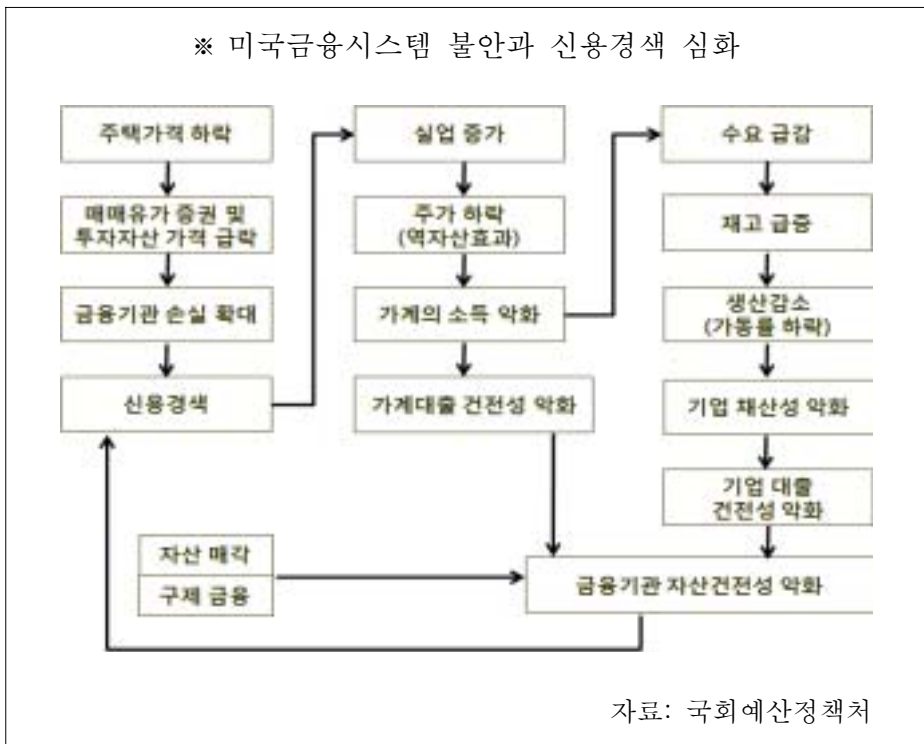 ※ 미국금융시스템 불안과 신용경색 심화
주택가격 하락
매매유가 증권 및
투자자산 가격 급락
금융기관 손실 확대
신용경색
실업 증가
주가 하락
(역자산효과)
가계의 소득 악화
가계대출 건전성 악화
수요 급감
재고 급증
생산감소
(가동률 하락)
기업 채산성 악화
기업 대출
건전성 악화
자산 매각
구제 금융
금융기관 자산건전성 악화
자료: 국회예산정책처